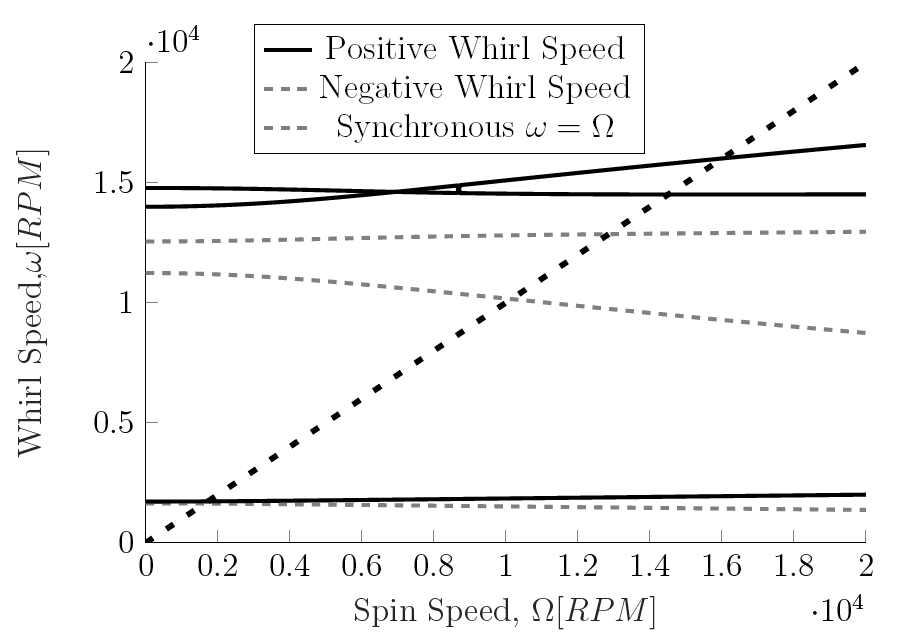 ·10⁴
Positive Whirl Speed
Negative Whirl Speed
Synchronous ω = Ω
2
1.5
1
0.5
0
Whirl Speed,ω[RPM]
0 0.2 0.4 0.6 0.8 1 1.2 1.4 1.6 1.8 2
Spin Speed, Ω[RPM]
·10⁴